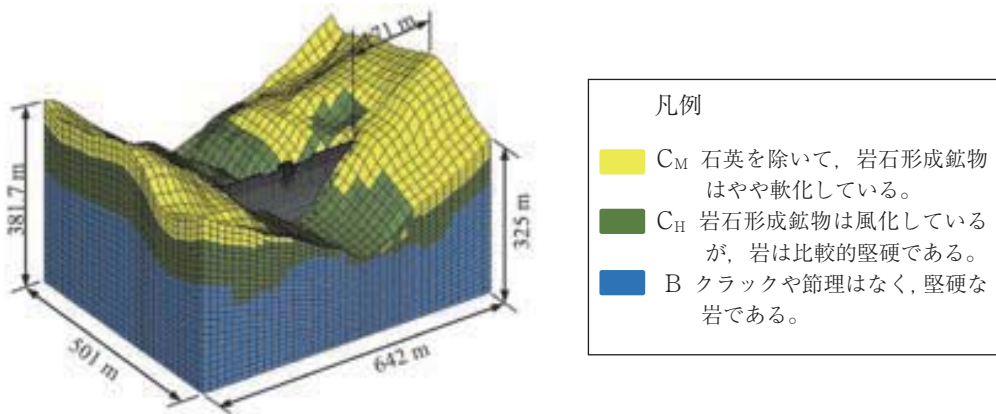 171 m
381.7 m
325 m
501 m
642 m
凡例
CM 石英を除いて，岩石形成鉱物
はやや軟化している。
CH 岩石形成鉱物は風化している
が，岩は比較的堅硬である。
B クラックや節理はなく，堅硬な
岩である。